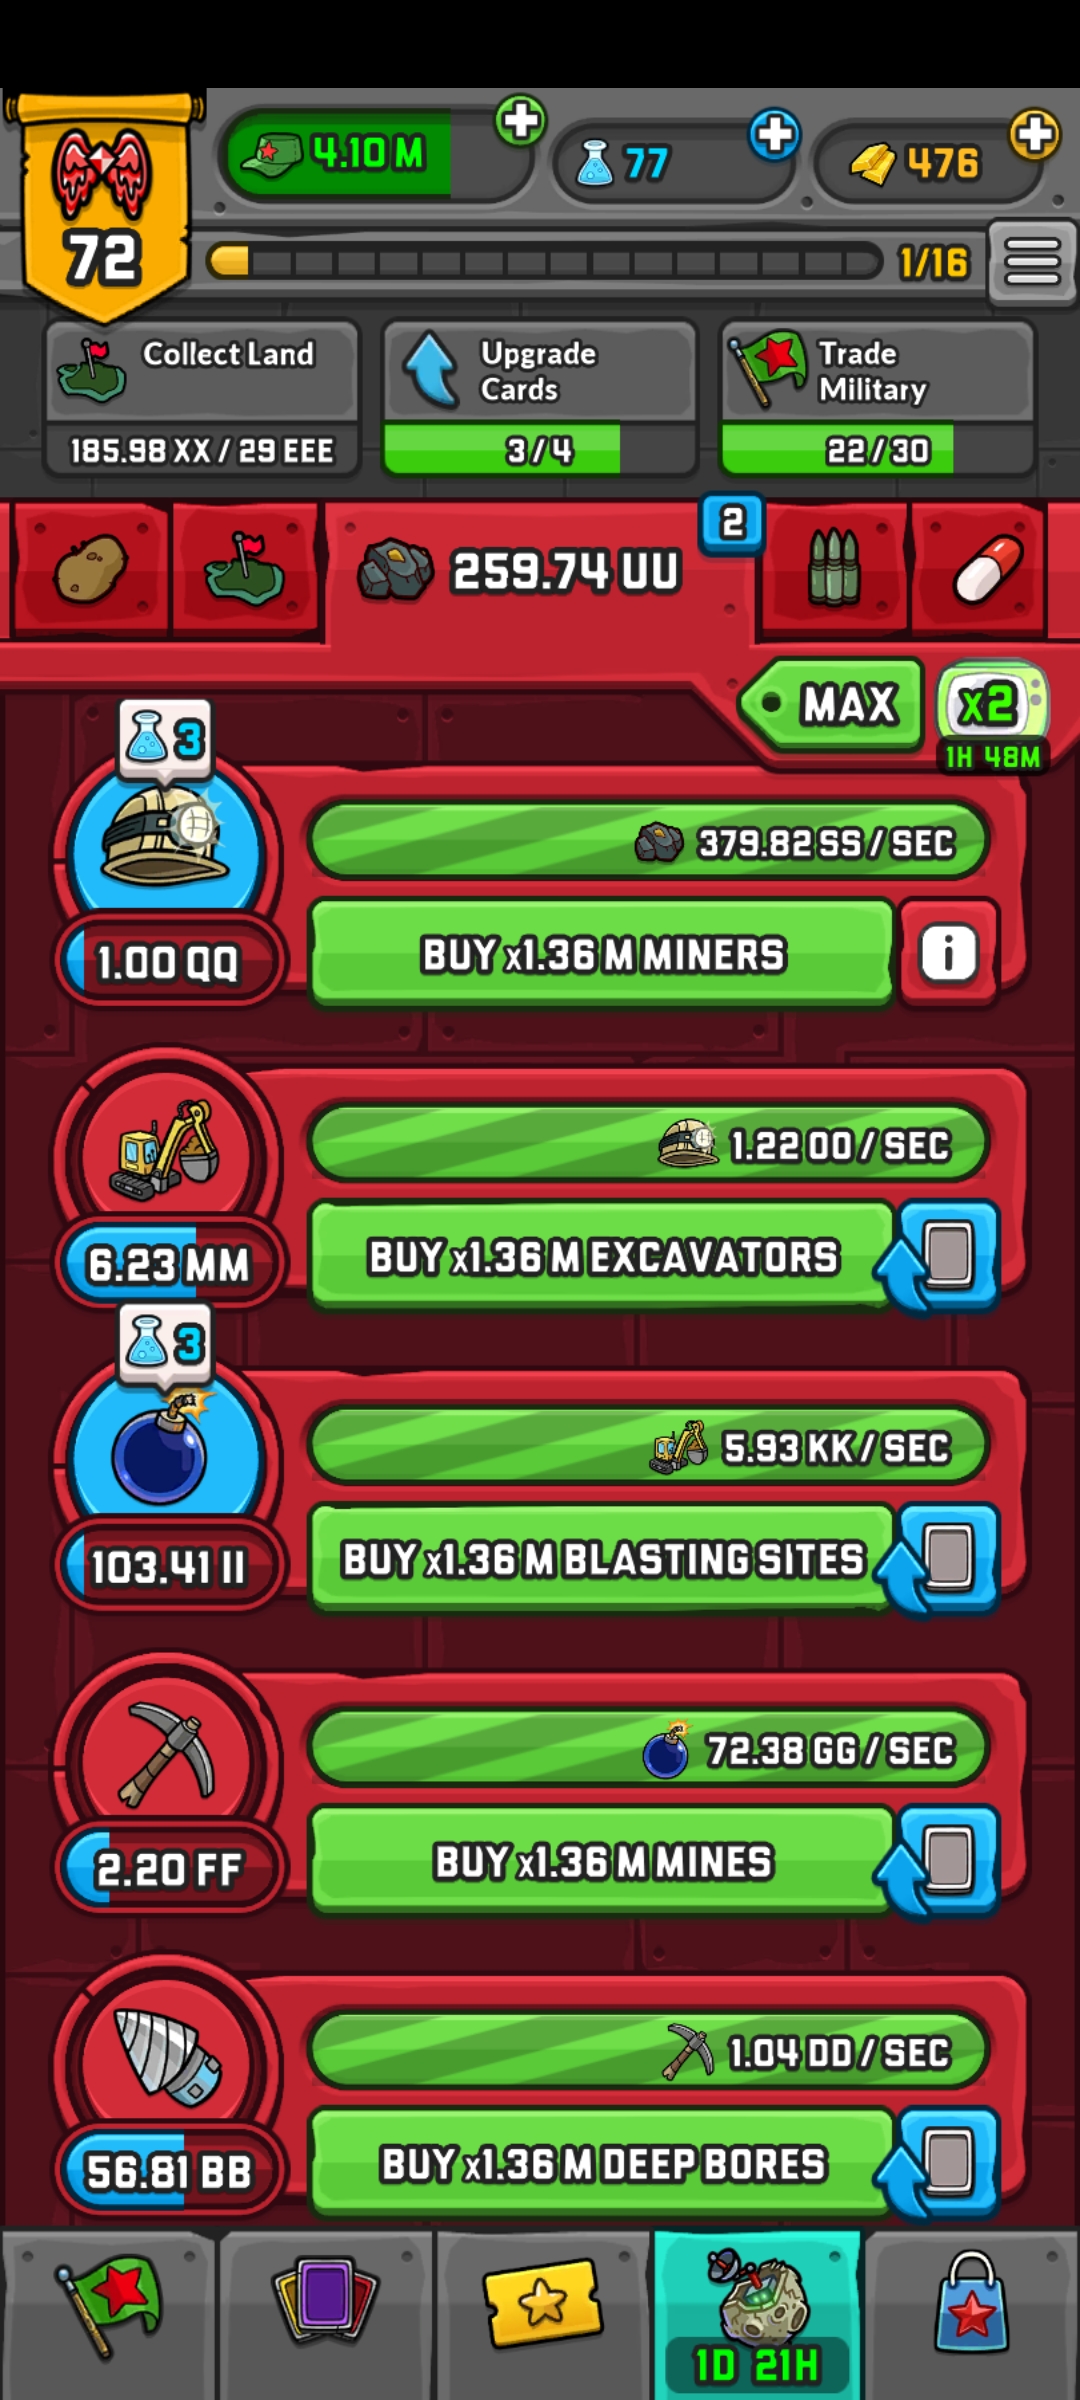 4.10 M
77
476
72
1/16
Collect Land
185.98 XX / 29 EEE
Upgrade
Cards
3/4
Trade
Military
22/30
259.74 UU
2
MAX
x2
1H 48M
3
379.82 SS / SEC
1.00 QQ
BUY x1.36 M MINERS
i
1.22 OO / SEC
6.23 MM
BUY x1.36 M EXCAVATORS
3
5.93 KK / SEC
103.41 II
BUY x1.36 M BLASTING SITES
72.38 GG / SEC
2.20 FF
BUY x1.36 M MINES
1.04 DD / SEC
56.81 BB
BUY x1.36 M DEEP BORES
1D 21H